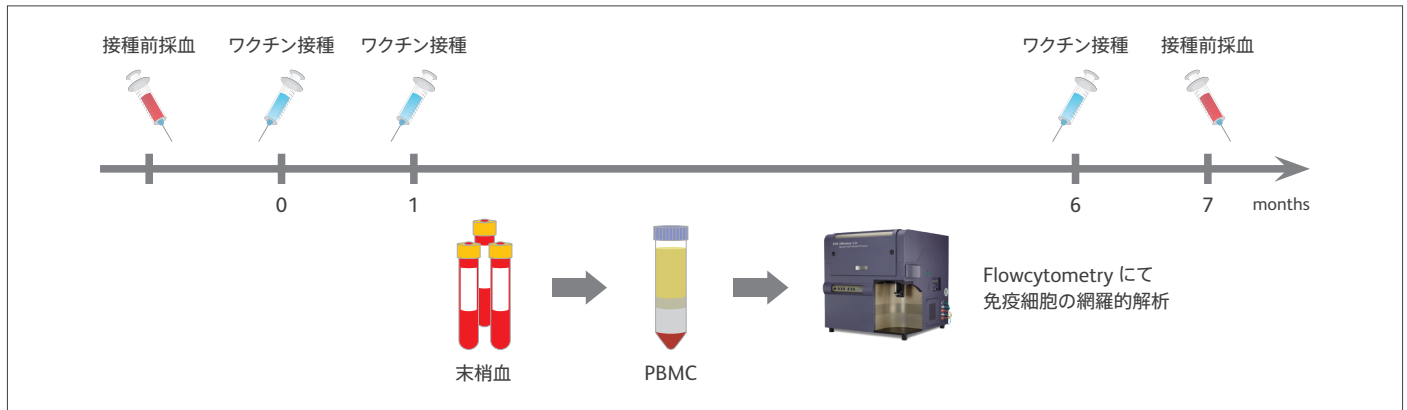 接種前採血
ワクチン接種
ワクチン接種
ワクチン接種
接種前採血
0
1
6
7
months
Flowcytometry にて
免疫細胞の網羅的解析
末梢血
PBMC